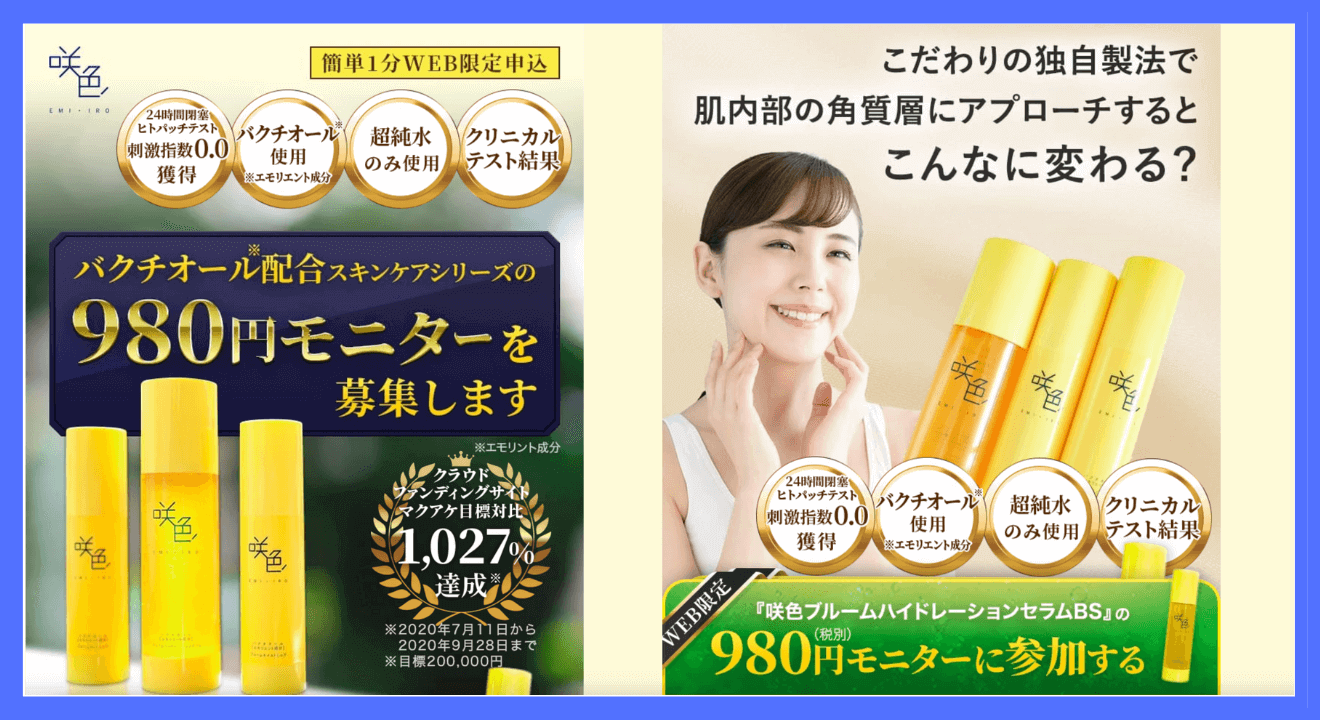 咲色
EMI・IRO
簡単1分WEB限定申込
24時間閉塞
ヒトパッチテスト
刺激指数0.0
獲得
バクチオール※
使用
※エモリエント成分
超純水
のみ使用
クリニカル
テスト結果
バクチオール※配合スキンケアシリーズの
980円モニターを
募集します
※エモリント成分
クラウド
ファンディングサイト
マクアケ目標対比
1,027%
達成※
※2020年7月11日から
2020年9月28日まで
※目標200,000円
咲色
咲色
EMI・IRO
咲色
こだわりの独自製法で
肌内部の角質層にアプローチすると
こんなに変わる?
咲色
咲色
咲色
24時間閉塞
ヒトパッチテスト
刺激指数0.0
獲得
バクチオール※
使用
※エモリエント成分
超純水
のみ使用
クリニカル
テスト結果
WEB限定
『咲色ブルームハイドレーションセラムBS』の
980円(税別)モニターに参加する
咲色